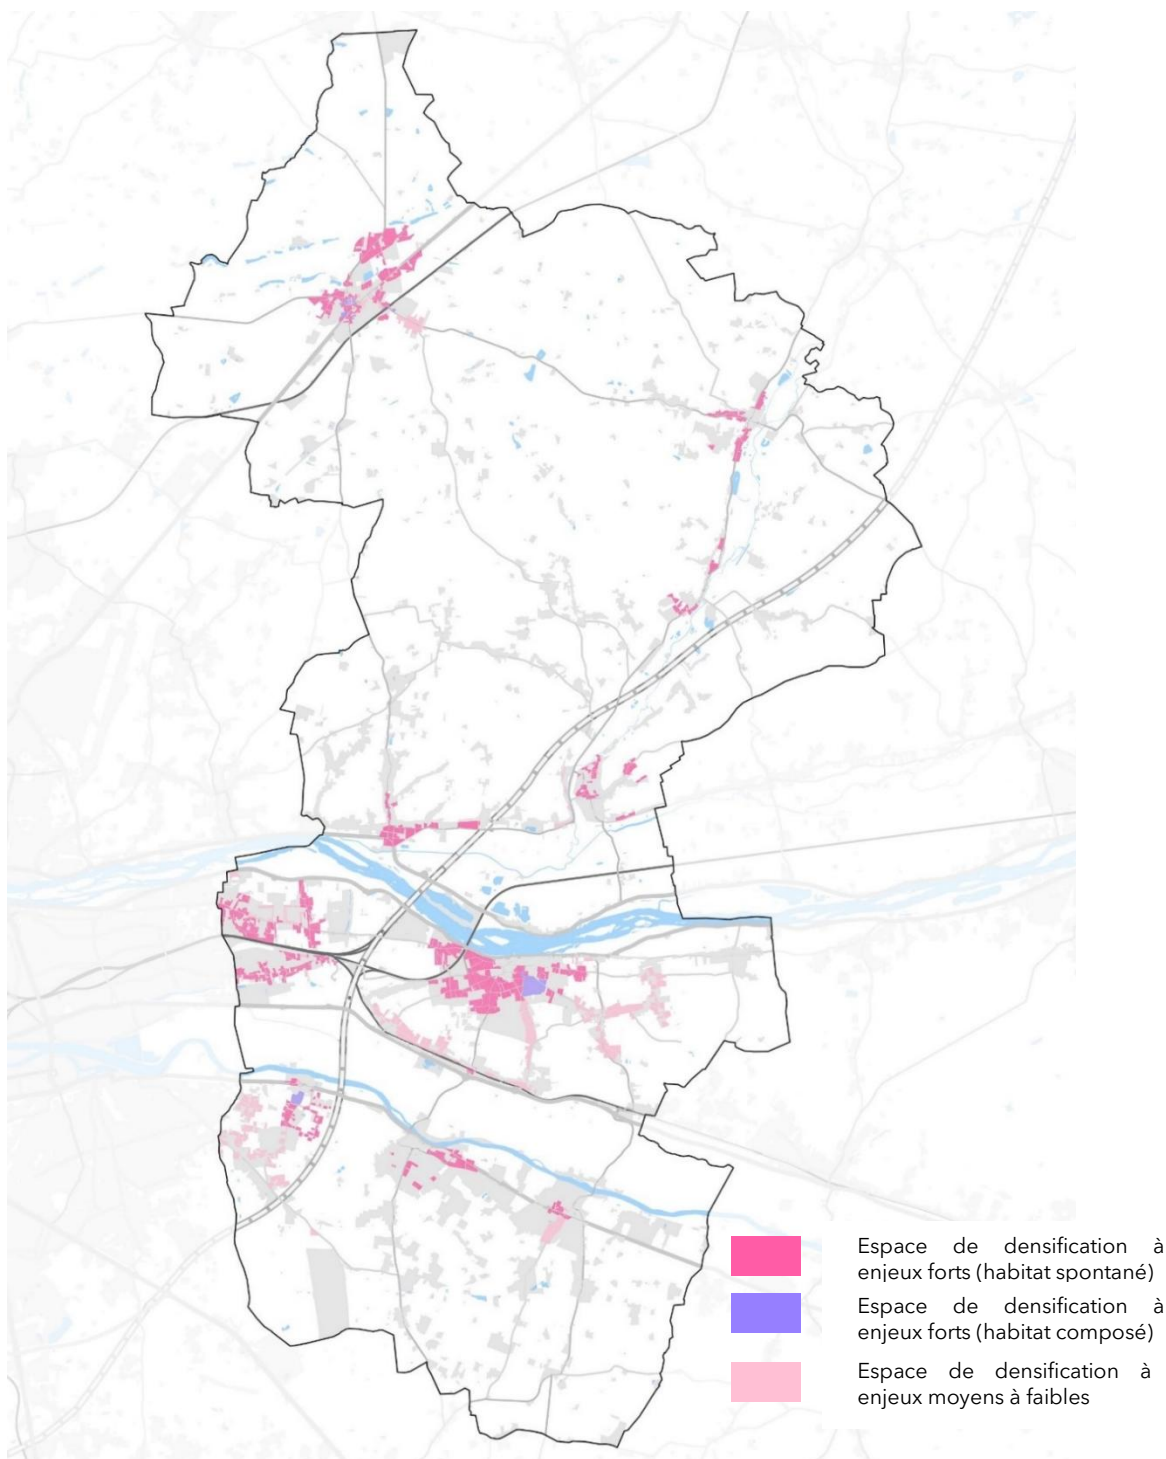 Espace de densification à
enjeux forts (habitat spontané)
Espace de densification à
enjeux forts (habitat composé)
Espace de densification à
enjeux moyens à faibles